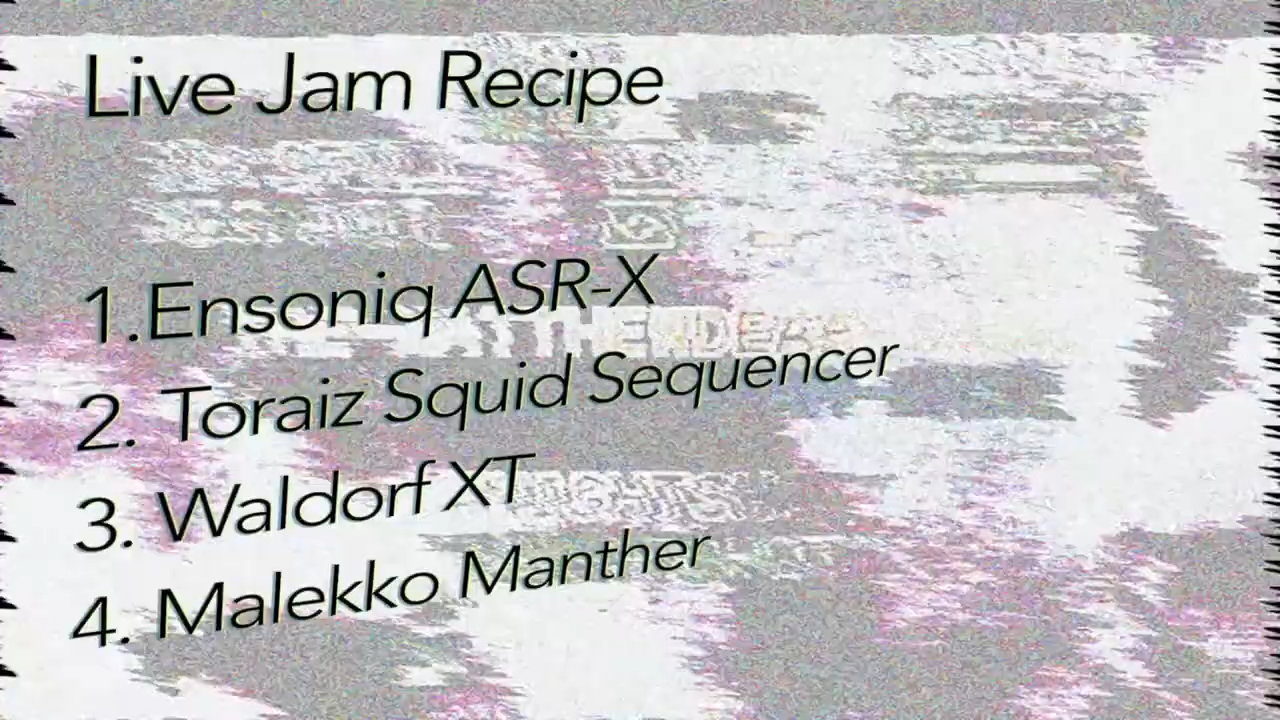 Live Jam Recipe
1.Ensoniq ASR-X
2. Toraiz Squid Sequencer
3. Waldorf XT
4. Malekko Manther